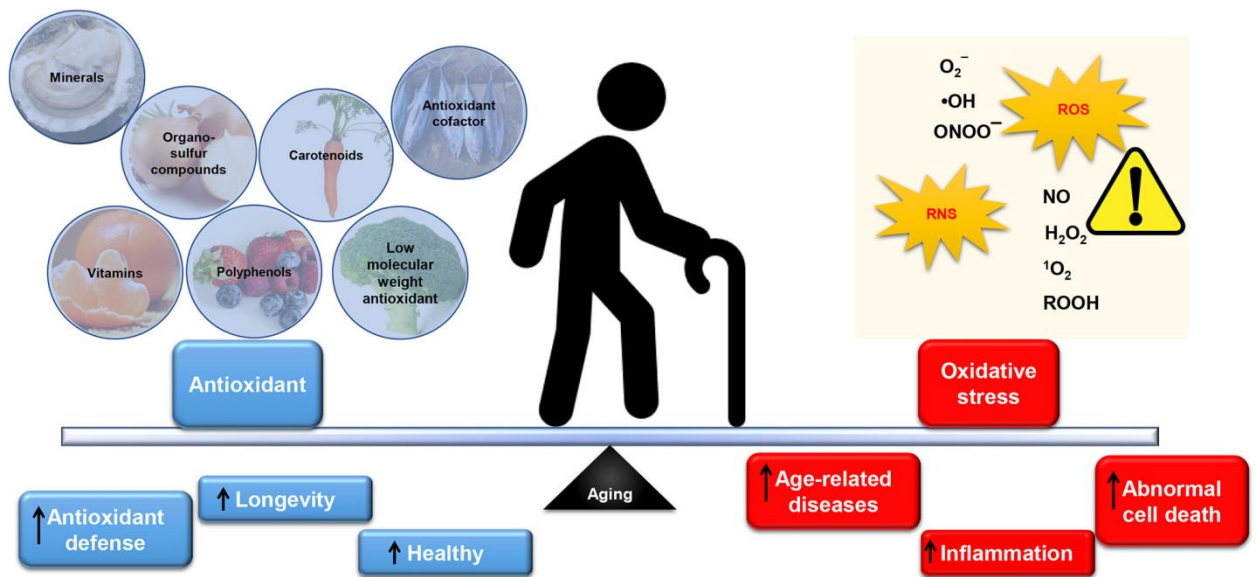 Minerals
Organo-
sulfur
compounds
Carotenoids
Antioxidant
cofactor
Vitamins
Polyphenols
Low
molecular
weight
antioxidant
O₂⁻
•OH
ONOO⁻
ROS
RNS
NO
H₂O₂
¹O₂
ROOH
!
Antioxidant
Oxidative
stress
Aging
↑ Antioxidant
defense
↑ Longevity
↑ Healthy
↑ Age-related
diseases
↑ Inflammation
↑ Abnormal
cell death